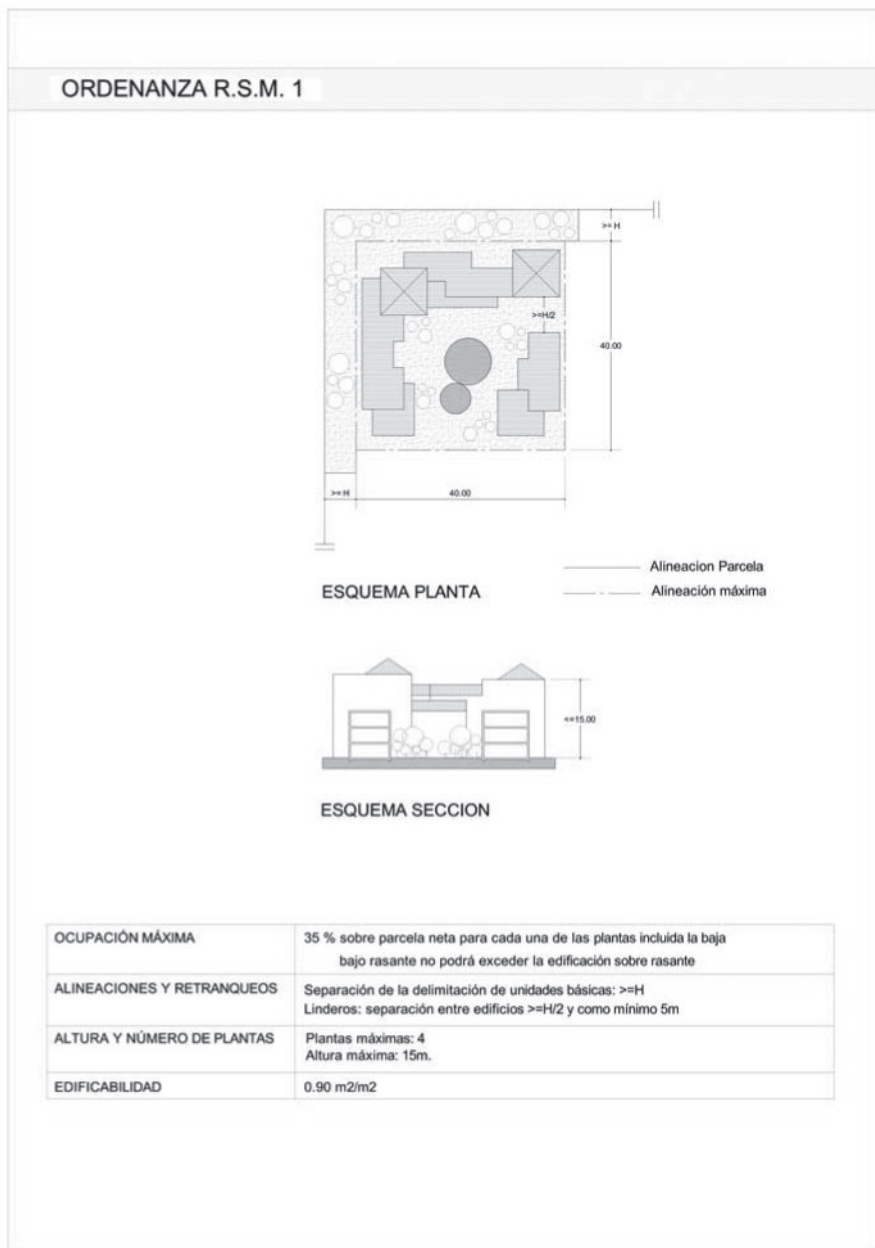 ORDENANZA R.S.M. 1
>= H
>=H/2
40.00
>= H
40.00
Alineacion Parcela
ESQUEMA PLANTA
Alineación máxima
<=15.00
ESQUEMA SECCION
OCUPACIÓN MÁXIMA
35 % sobre parcela neta para cada una de las plantas incluida la baja
bajo rasante no podrá exceder la edificación sobre rasante
ALINEACIONES Y RETRANQUEOS
Separación de la delimitación de unidades básicas: >=H
Linderos: separación entre edificios >=H/2 y como mínimo 5m
ALTURA Y NÚMERO DE PLANTAS
Plantas máximas: 4
Altura máxima: 15m.
EDIFICABILIDAD
0.90 m2/m2